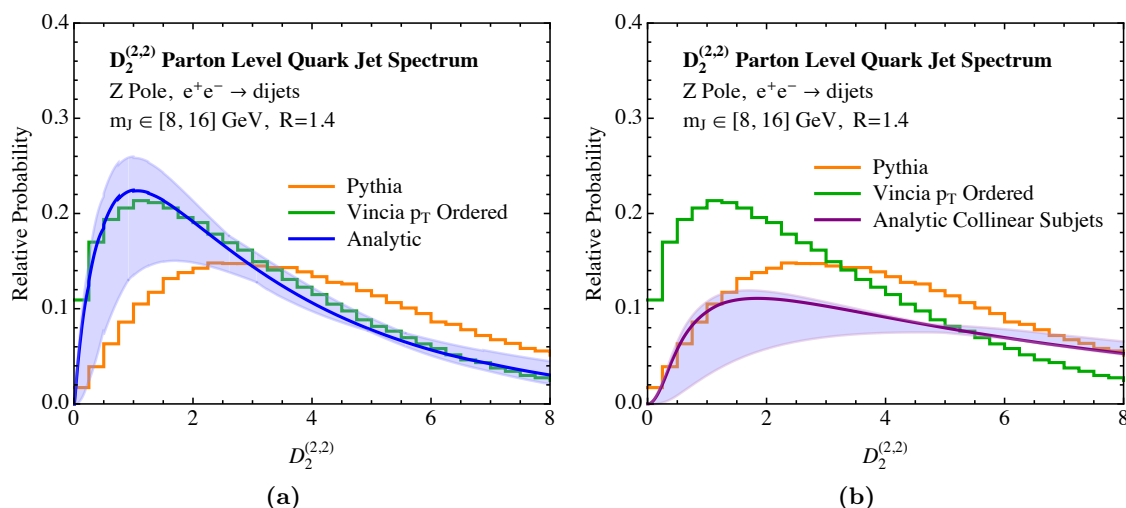 D₂^(2,2) Parton Level Quark Jet Spectrum
Z Pole, e⁺e⁻ → dijets
m_J ∈ [8, 16] GeV, R=1.4
Pythia
Vincia p_T Ordered
Analytic
Relative Probability
0.4
0.3
0.2
0.1
0.0
0 2 4 6 8
D₂^(2,2)
(a)
D₂^(2,2) Parton Level Quark Jet Spectrum
Z Pole, e⁺e⁻ → dijets
m_J ∈ [8, 16] GeV, R=1.4
Pythia
Vincia p_T Ordered
Analytic Collinear Subjets
Relative Probability
0.4
0.3
0.2
0.1
0.0
0 2 4 6 8
D₂^(2,2)
(b)